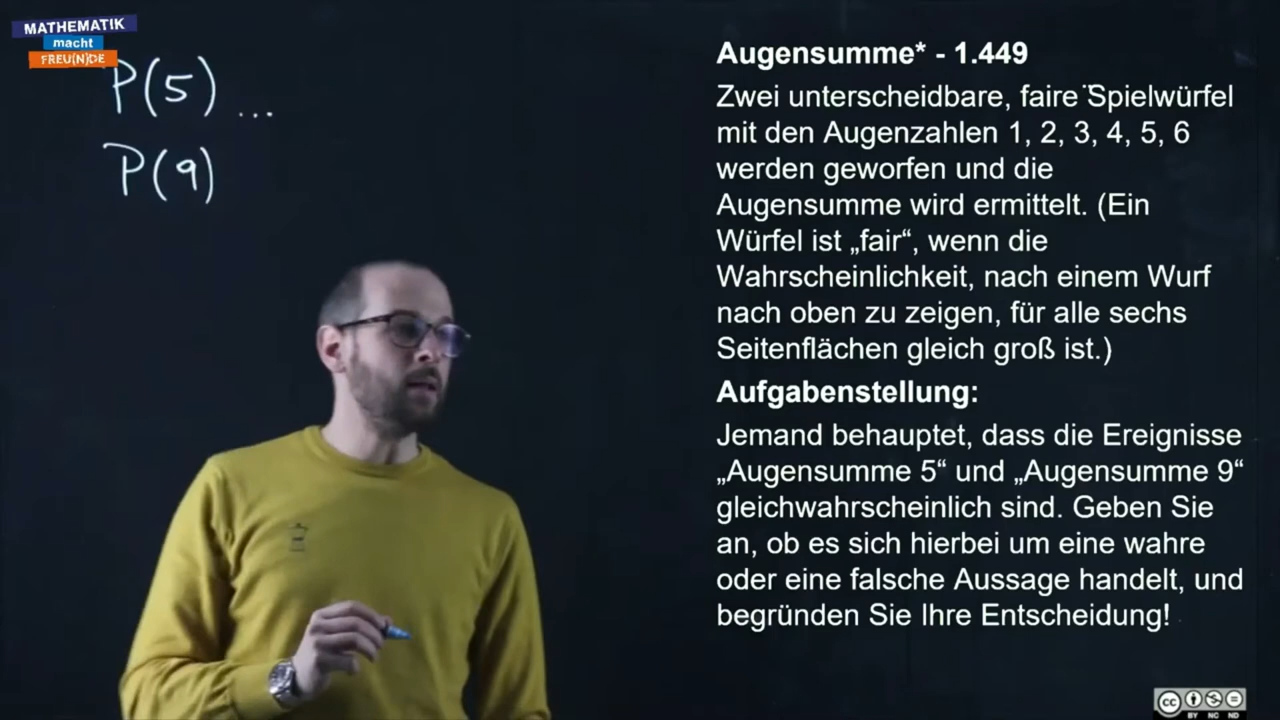 MATHEMATIK
macht
FREU(N)DE
P(5) ...
P(9)
Augensumme* - 1.449
Zwei unterscheidbare, faire Spielwürfel
mit den Augenzahlen 1, 2, 3, 4, 5, 6
werden geworfen und die
Augensumme wird ermittelt. (Ein
Würfel ist „fair“, wenn die
Wahrscheinlichkeit, nach einem Wurf
nach oben zu zeigen, für alle sechs
Seitenflächen gleich groß ist.)
Aufgabenstellung:
Jemand behauptet, dass die Ereignisse
„Augensumme 5“ und „Augensumme 9“
gleichwahrscheinlich sind. Geben Sie
an, ob es sich hierbei um eine wahre
oder eine falsche Aussage handelt, und
begründen Sie Ihre Entscheidung!
CC BY NC ND